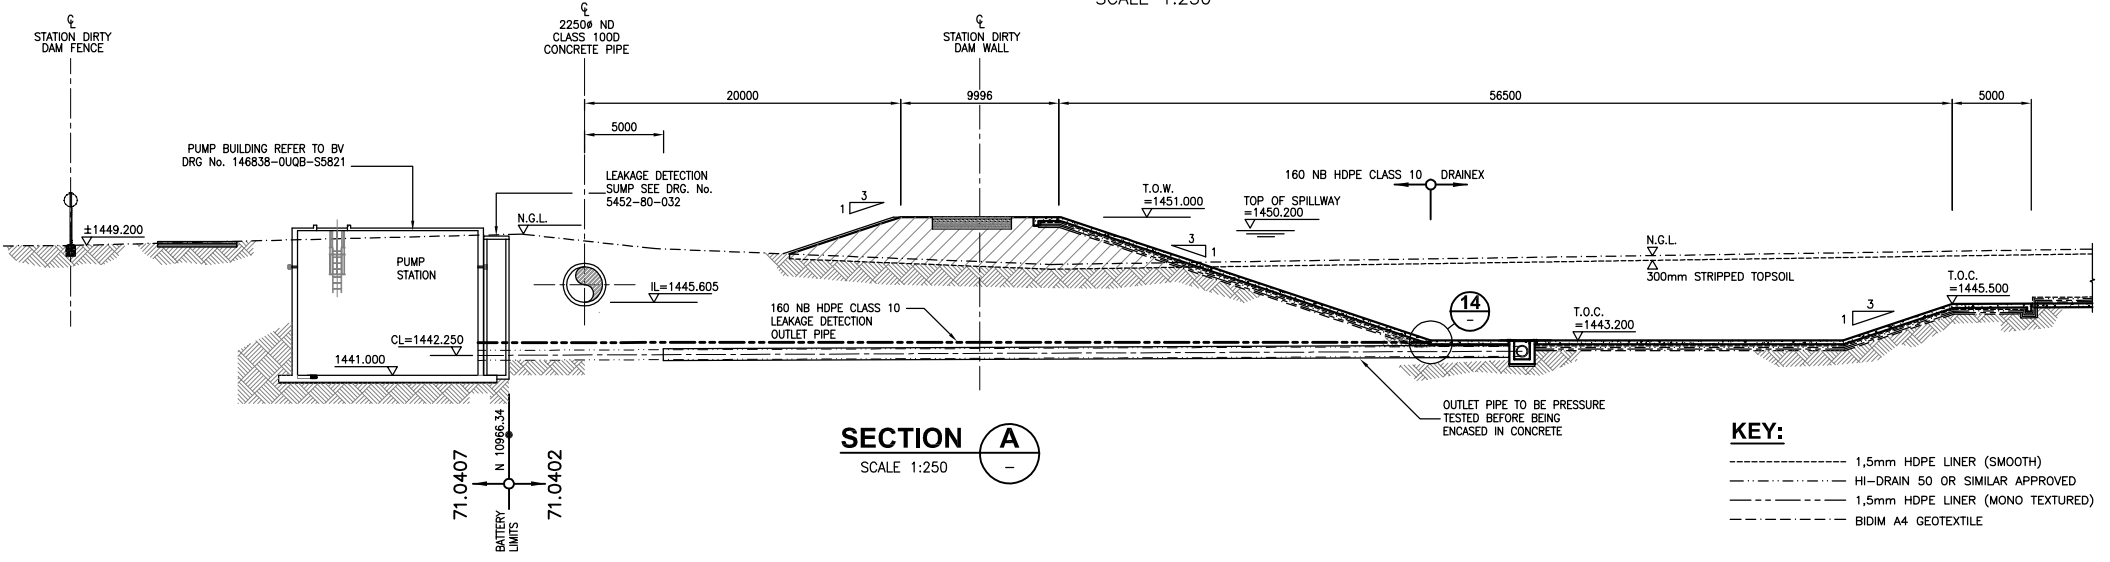 SCALE 1:250
℄
STATION DIRTY
DAM FENCE
℄
2250ø ND
CLASS 100D
CONCRETE PIPE
℄
STATION DIRTY
DAM WALL
20000
9996
56500
5000
5000
PUMP BUILDING REFER TO BV
DRG No. 146838-0UQB-S5821
LEAKAGE DETECTION
SUMP SEE DRG. No.
5452-80-032
160 NB HDPE CLASS 10
DRAINEX
3
1
T.O.W.
=1451.000
TOP OF SPILLWAY
=1450.200
±1449.200
N.G.L.
3
1
N.G.L.
300mm STRIPPED TOPSOIL
PUMP
STATION
IL=1445.605
T.O.C.
=1445.500
160 NB HDPE CLASS 10
LEAKAGE DETECTION
OUTLET PIPE
14
-
T.O.C.
=1443.200
3
1
CL=1442.250
1441.000
OUTLET PIPE TO BE PRESSURE
TESTED BEFORE BEING
ENCASED IN CONCRETE
N 10966.34
71.0407
71.0402
BATTERY
LIMITS
SECTION A
-
SCALE 1:250
KEY:
1,5mm HDPE LINER (SMOOTH)
HI-DRAIN 50 OR SIMILAR APPROVED
1,5mm HDPE LINER (MONO TEXTURED)
BIDIM A4 GEOTEXTILE